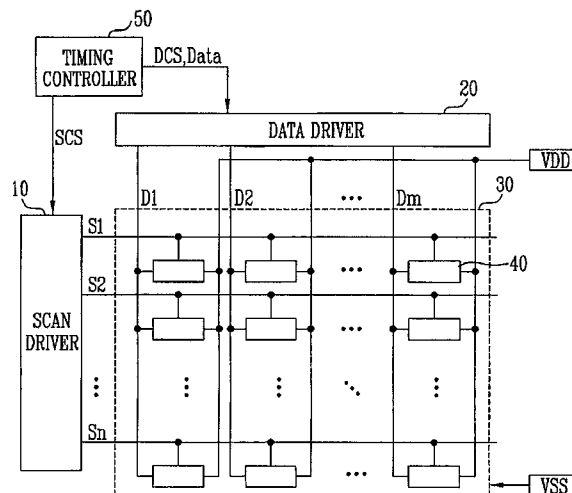 50
TIMING
CONTROLLER
DCS,Data
20
DATA DRIVER
SCS
VDD
10
D1
D2
Dm
30
S1
40
S2
SCAN
DRIVER
Sn
VSS